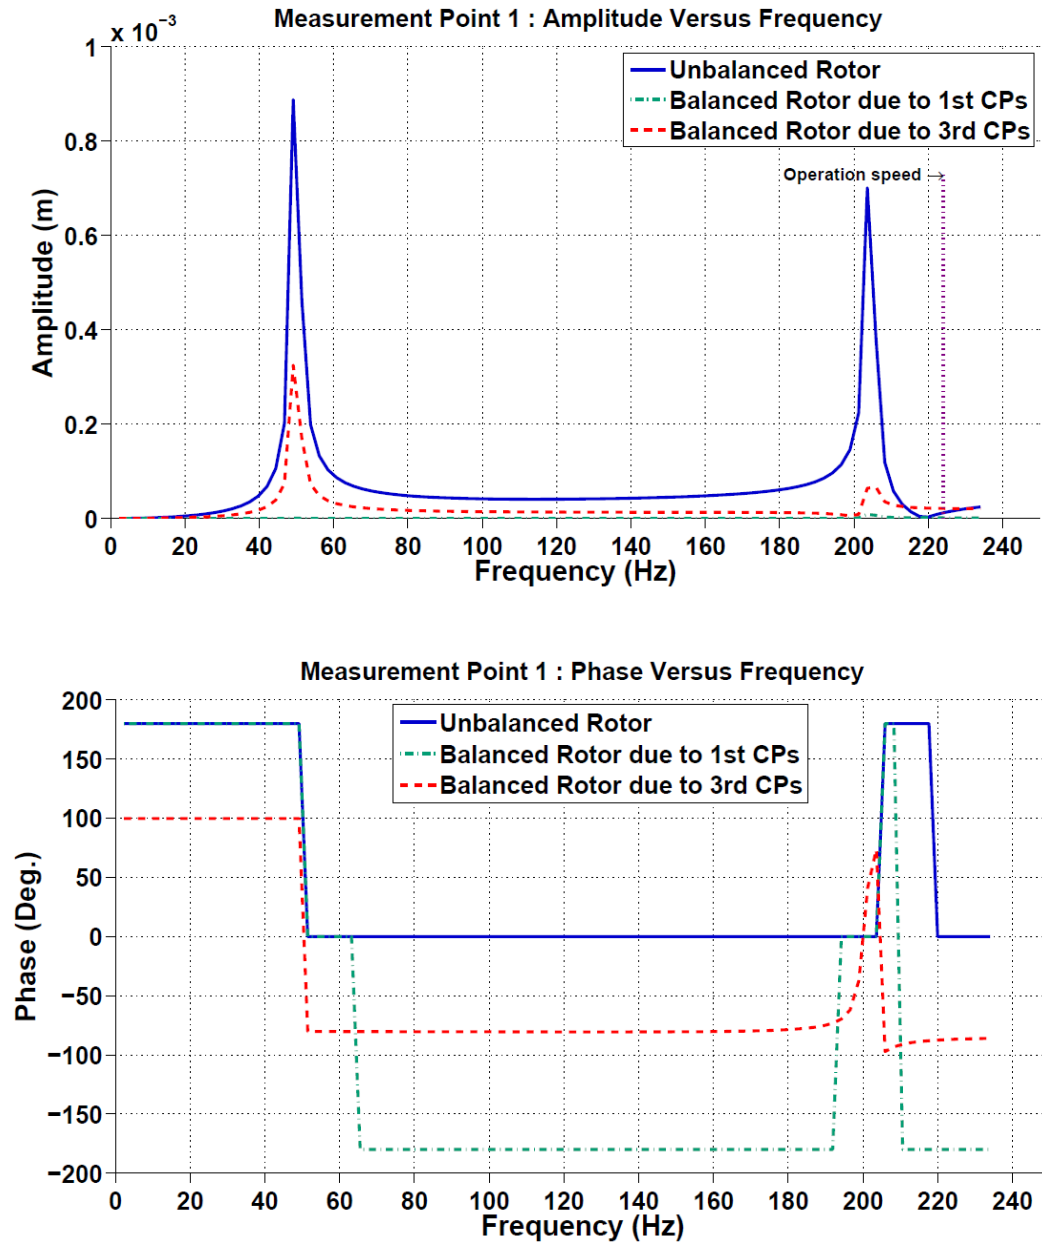 Measurement Point 1 : Amplitude Versus Frequency
x 10⁻³
1
0.8
0.6
0.4
0.2
0
Amplitude (m)
Unbalanced Rotor
Balanced Rotor due to 1st CPs
Balanced Rotor due to 3rd CPs
Operation speed →
0 20 40 60 80 100 120 140 160 180 200 220 240
Frequency (Hz)
Measurement Point 1 : Phase Versus Frequency
200
150
100
50
0
−50
−100
−150
−200
Phase (Deg.)
Unbalanced Rotor
Balanced Rotor due to 1st CPs
Balanced Rotor due to 3rd CPs
0 20 40 60 80 100 120 140 160 180 200 220 240
Frequency (Hz)